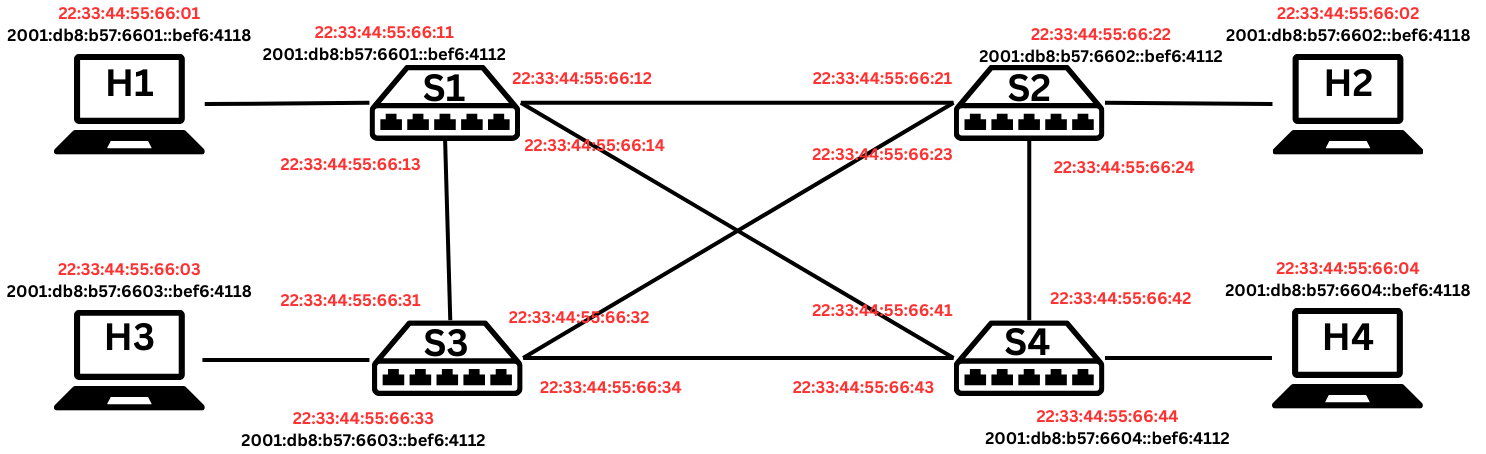 22:33:44:55:66:01
2001:db8:b57:6601::bef6:4118
H1
22:33:44:55:66:11
2001:db8:b57:6601::bef6:4112
S1
22:33:44:55:66:12
22:33:44:55:66:14
22:33:44:55:66:13
22:33:44:55:66:22
2001:db8:b57:6602::bef6:4112
S2
22:33:44:55:66:21
22:33:44:55:66:23
22:33:44:55:66:24
22:33:44:55:66:02
2001:db8:b57:6602::bef6:4118
H2
22:33:44:55:66:03
2001:db8:b57:6603::bef6:4118
H3
22:33:44:55:66:31
S3
22:33:44:55:66:32
22:33:44:55:66:34
22:33:44:55:66:33
2001:db8:b57:6603::bef6:4112
22:33:44:55:66:41
S4
22:33:44:55:66:42
22:33:44:55:66:43
22:33:44:55:66:44
2001:db8:b57:6604::bef6:4112
22:33:44:55:66:04
2001:db8:b57:6604::bef6:4118
H4